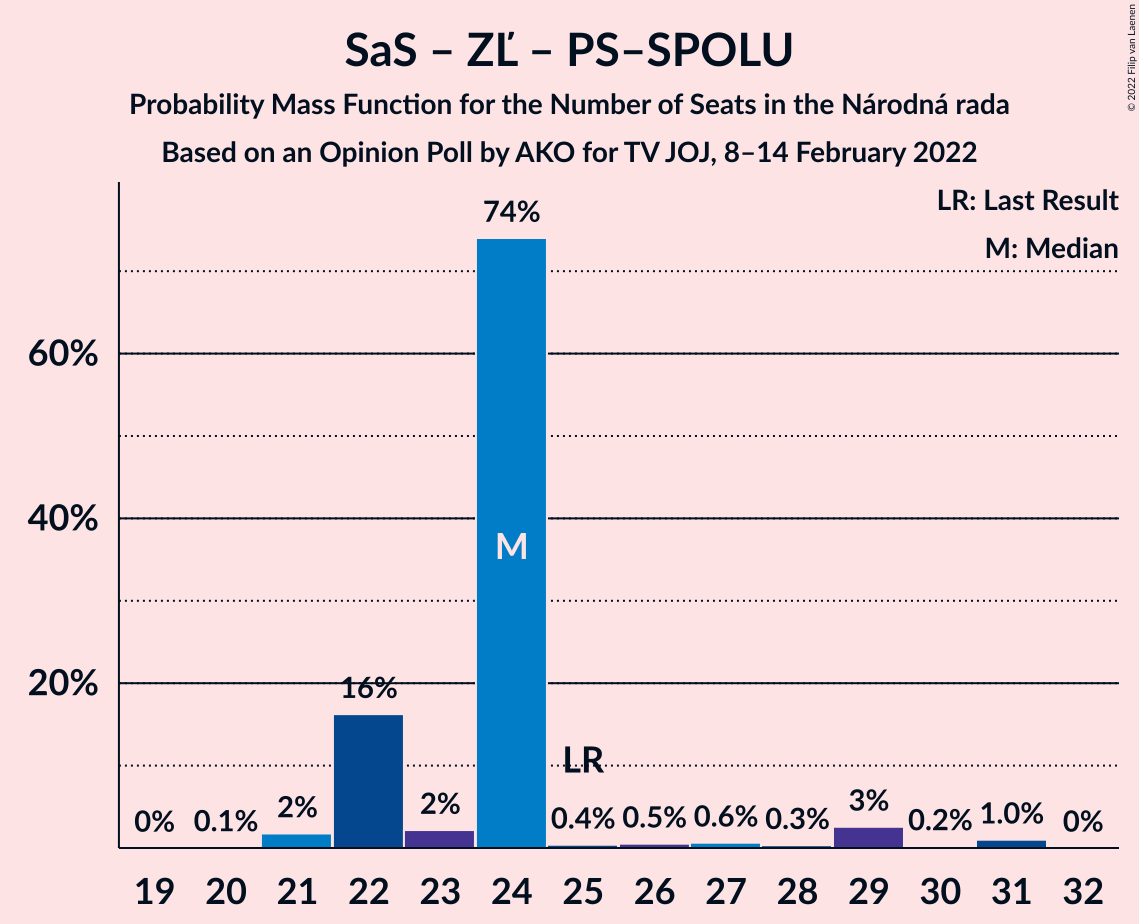 SaS – ZĽ – PS–SPOLU
Probability Mass Function for the Number of Seats in the Národná rada
Based on an Opinion Poll by AKO for TV JOJ, 8–14 February 2022
© 2022 Filip van Laenen
LR: Last Result
M: Median
74%
60%
40%
M
20%
16%
LR
0% 0.1% 2% 2% 0.4% 0.5% 0.6% 0.3% 3% 0.2% 1.0% 0%
19 20 21 22 23 24 25 26 27 28 29 30 31 32